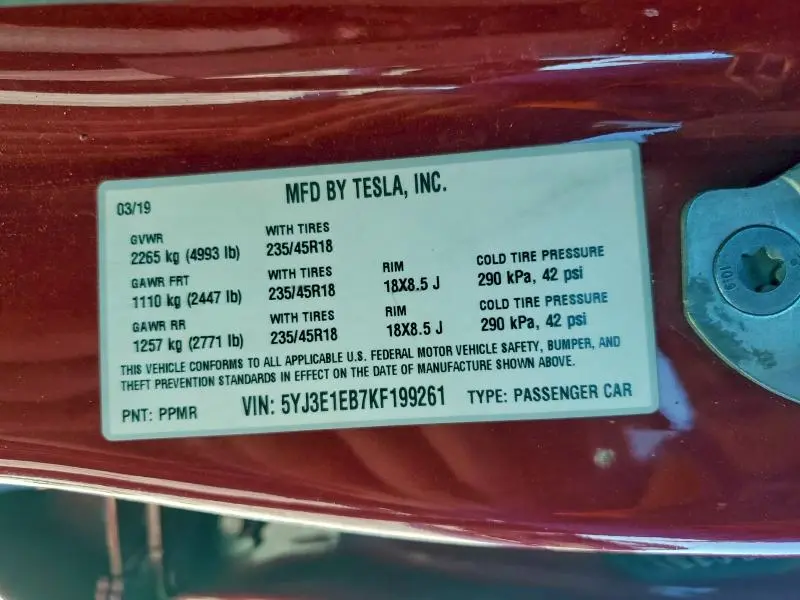 MFD BY TESLA, INC.
03/19
GVWR WITH TIRES
2265 kg (4993 lb) 235/45R18
GAWR FRT WITH TIRES RIM COLD TIRE PRESSURE
1110 kg (2447 lb) 235/45R18 18X8.5 J 290 kPa, 42 psi
GAWR RR WITH TIRES RIM COLD TIRE PRESSURE
1257 kg (2771 lb) 235/45R18 18X8.5 J 290 kPa, 42 psi
THIS VEHICLE CONFORMS TO ALL APPLICABLE U.S. FEDERAL MOTOR VEHICLE SAFETY, BUMPER, AND
THEFT PREVENTION STANDARDS IN EFFECT ON THE DATE OF MANUFACTURE SHOWN ABOVE.
PNT: PPMR VIN: 5YJ3E1EB7KF199261 TYPE: PASSENGER CAR